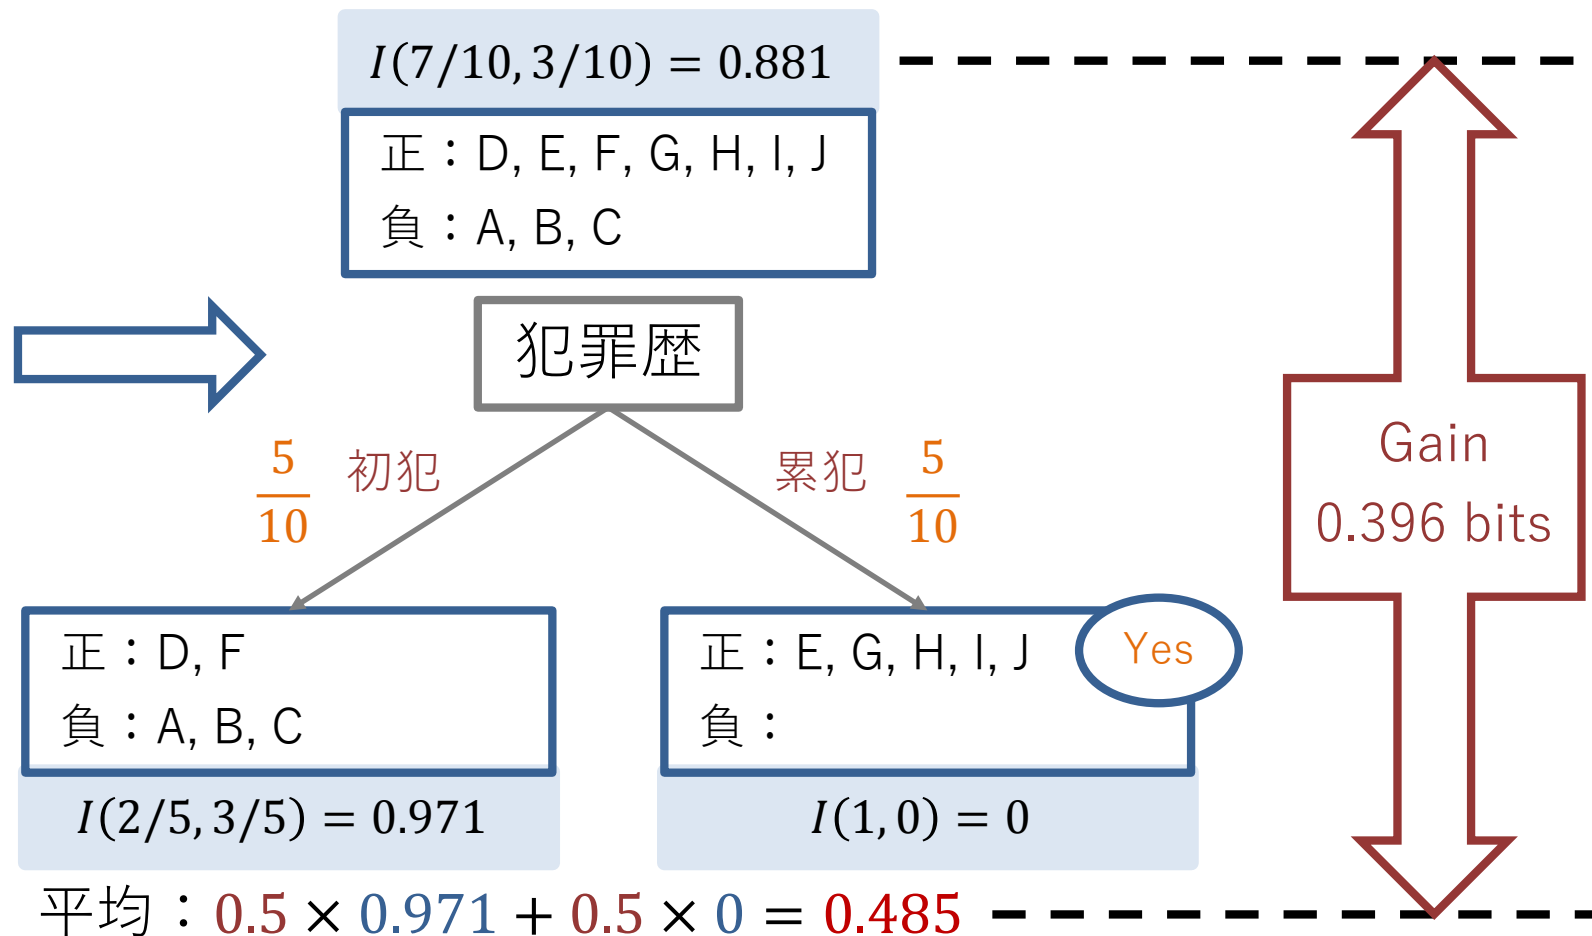 I(7/10, 3/10) = 0.881
正：D, E, F, G, H, I, J
負：A, B, C
犯罪歴
5/10 初犯
累犯 5/10
Gain
0.396 bits
正：D, F
負：A, B, C
I(2/5, 3/5) = 0.971
正：E, G, H, I, J
Yes
負：
I(1, 0) = 0
平均：0.5 × 0.971 + 0.5 × 0 = 0.485